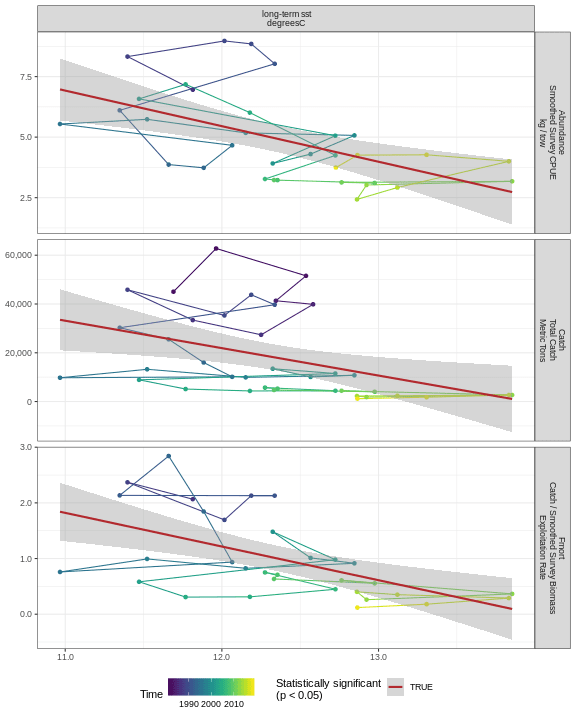 long-term sst
degreesC
7.5
5.0
2.5
Abundance
Smoothed Survey CPUE
kg / tow
60,000
40,000
20,000
0
Catch
Total Catch
Metric Tons
3.0
2.0
1.0
0.0
Fmort
Catch / Smoothed Survey Biomass
Exploitation Rate
11.0
12.0
13.0
Time
1990 2000 2010
Statistically significant
(p < 0.05)
TRUE